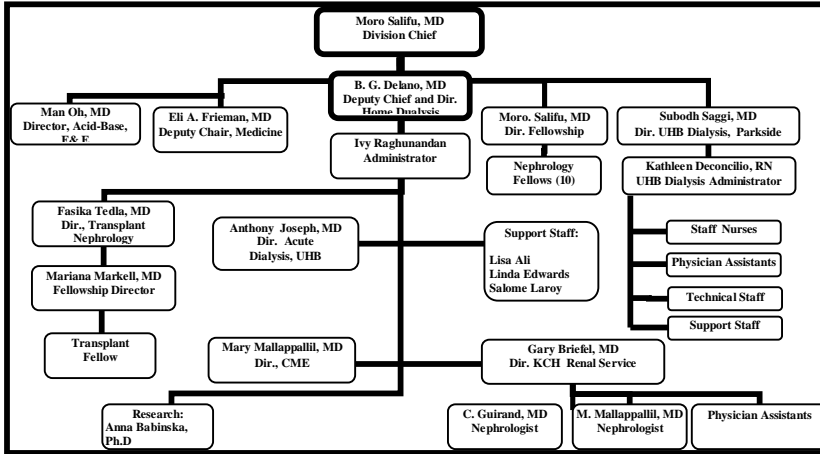 Moro Salifu, MD
Division Chief
B. G. Delano, MD
Deputy Chief and Dir.
Home Dualysis
Man Oh, MD
Director, Acid-Base,
F& E
Eli A. Frieman, MD
Deputy Chair, Medicine
Moro. Salifu, MD
Dir. Fellowship
Subodh Saggi, MD
Dir. UHB Dialysis, Parkside
Ivy Raghunandan
Administrator
Nephrology
Fellows (10)
Kathleen Deconcilio, RN
UHB Dialysis Administrator
Fasika Tedla, MD
Dir., Transplant
Nephrology
Anthony Joseph, MD
Dir. Acute
Dialysis, UHB
Support Staff:
Lisa Ali
Linda Edwards
Salome Laroy
Staff Nurses
Physician Assistants
Technical Staff
Support Staff
Mariana Markell, MD
Fellowship Director
Transplant
Fellow
Mary Mallappallil, MD
Dir., CME
Gary Briefel, MD
Dir. KCH Renal Service
Research:
Anna Babinska,
Ph.D
C. Guirand, MD
Nephrologist
M. Mallappallil, MD
Nephrologist
Physician Assistants